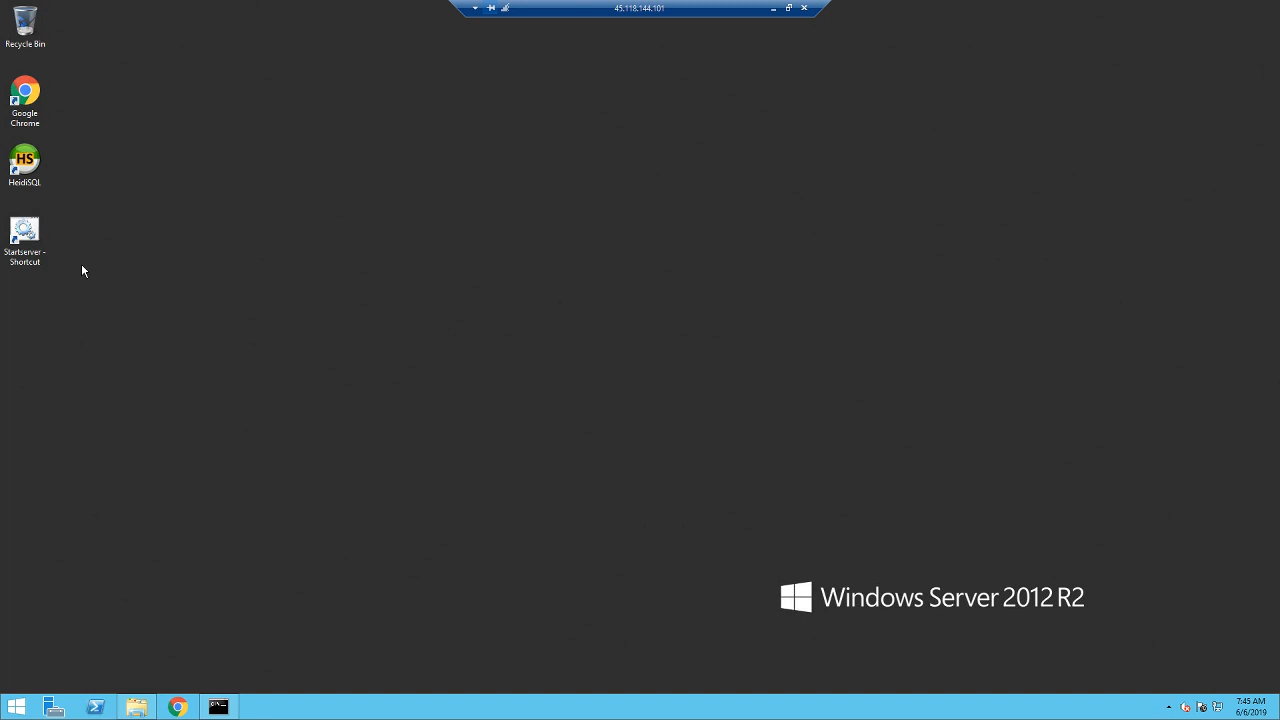 45.118.144.101
Recycle Bin
Google
Chrome
HS
HeidiSQL
Startserver -
Shortcut
Windows Server 2012 R2
C:\.
7:45 AM
6/6/2019